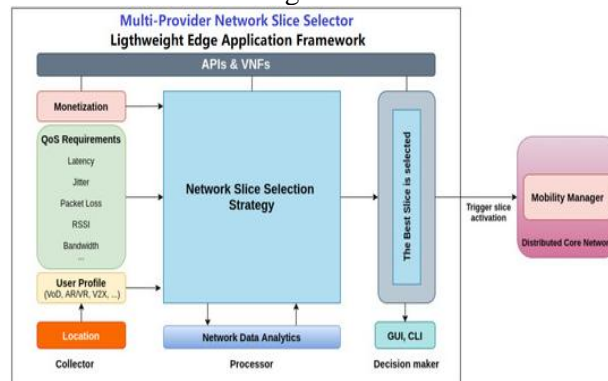 Multi-Provider Network Slice Selector
Ligthweight Edge Application Framework
APIs & VNFs
Monetization
QoS Requirements
Latency
Jitter
Packet Loss
RSSI
Bandwidth
...
User Profile
(VoD, AR/VR, V2X, ...)
Location
Collector
Network Slice Selection
Strategy
Network Data Analytics
Processor
The Best Slice is selected
GUI, CLI
Decision maker
Trigger slice
activation
Mobility Manager
Distributed Core Network